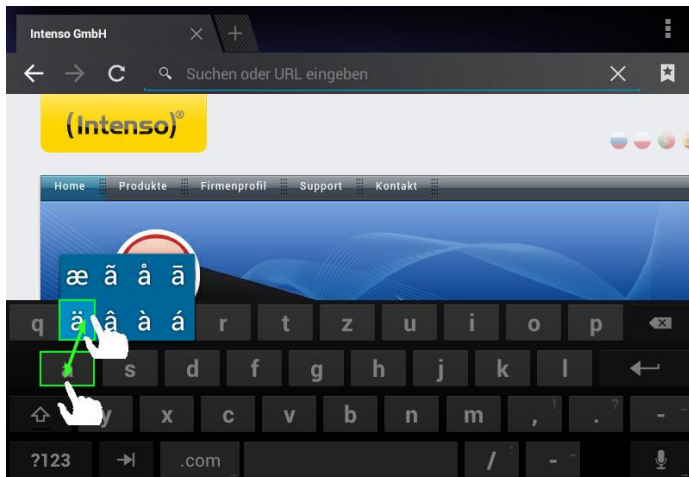 Intenso GmbH
Suchen oder URL eingeben
(Intenso)®
Home Produkte Firmenprofil Support Kontakt
æ ã å ā
ä â à á
q r t z u i o p
a s d f g h j k l
y x c v b n m , ! . ? -
?123 .com / : - _